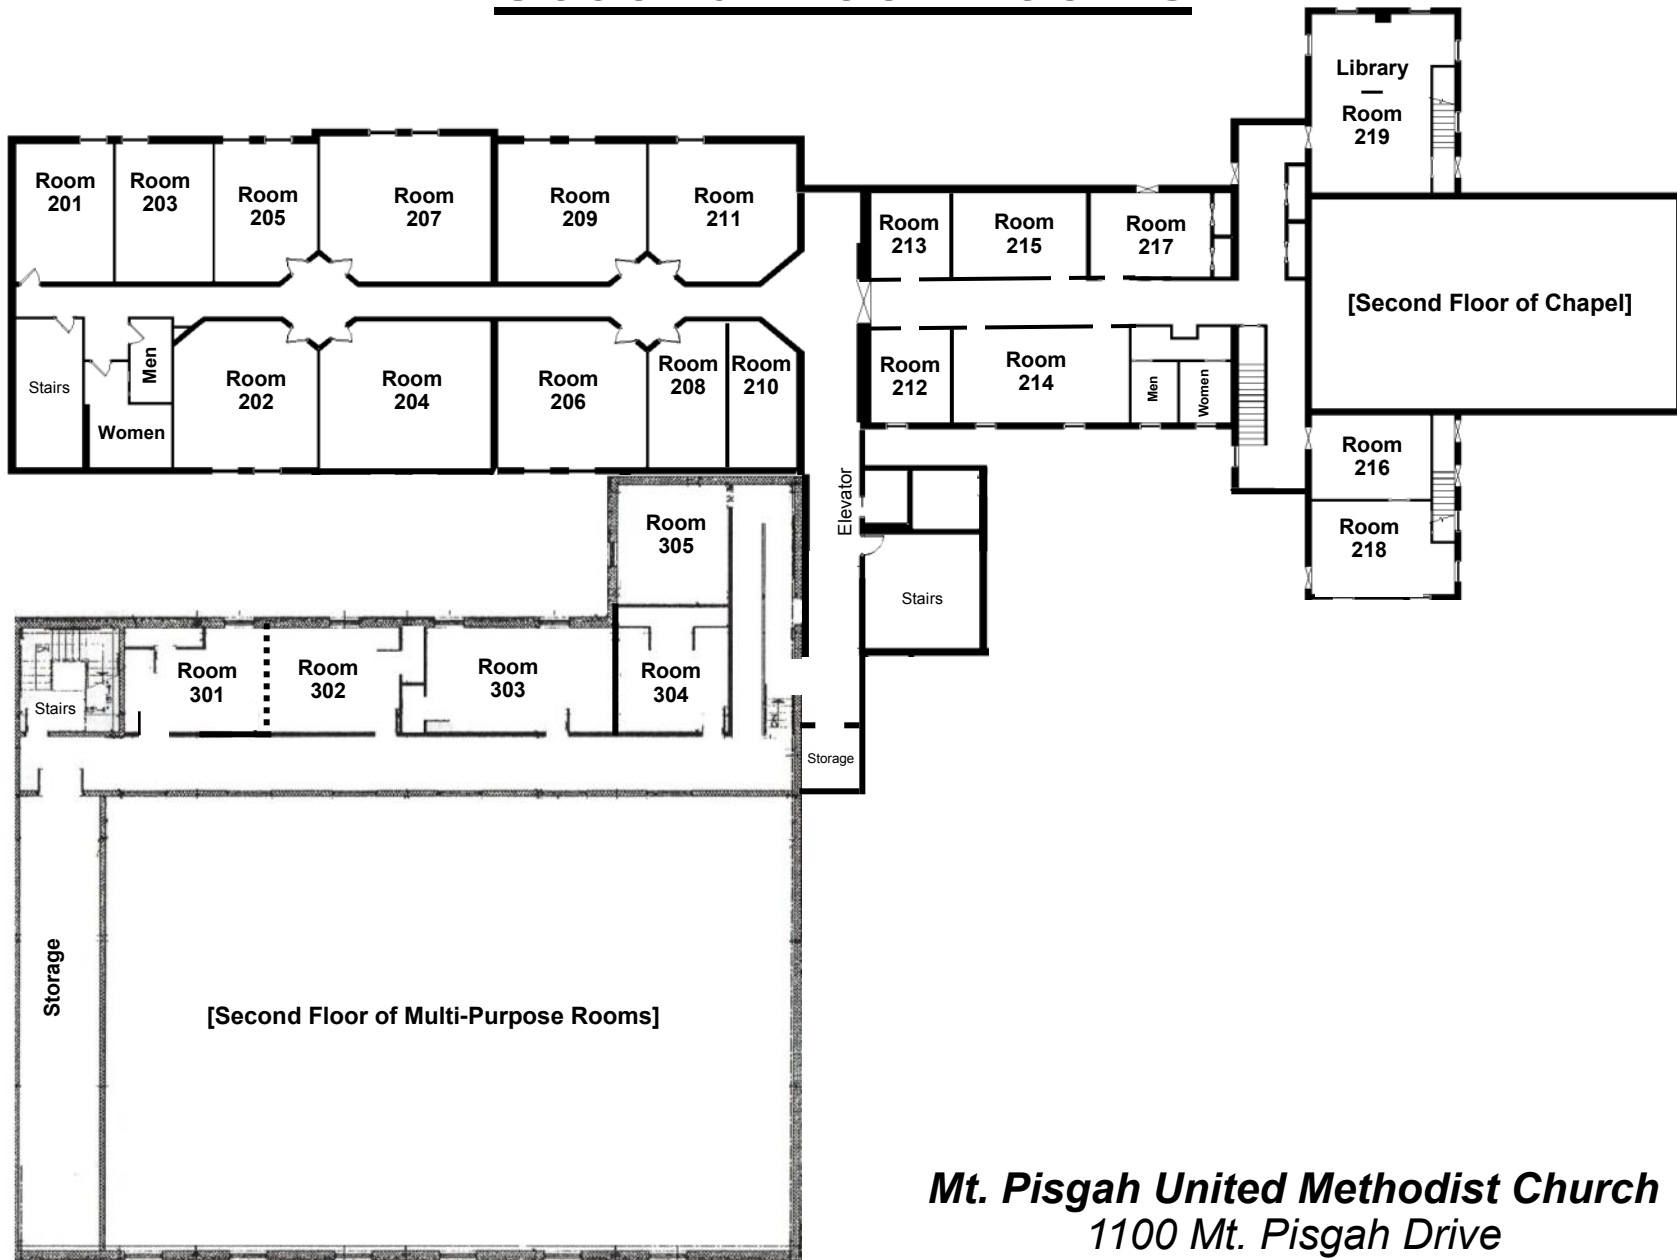 Library
—
Room
219
Room
201
Room
203
Room
205
Room
207
Room
209
Room
211
Room
213
Room
215
Room
217
[Second Floor of Chapel]
Stairs
Men
Women
Room
202
Room
204
Room
206
Room
208
Room
210
Room
212
Room
214
Men
Women
Room
216
Room
218
Elevator
Stairs
Room
305
Room
301
Room
302
Room
303
Room
304
Stairs
Storage
Storage
[Second Floor of Multi-Purpose Rooms]
Mt. Pisgah United Methodist Church
1100 Mt. Pisgah Drive